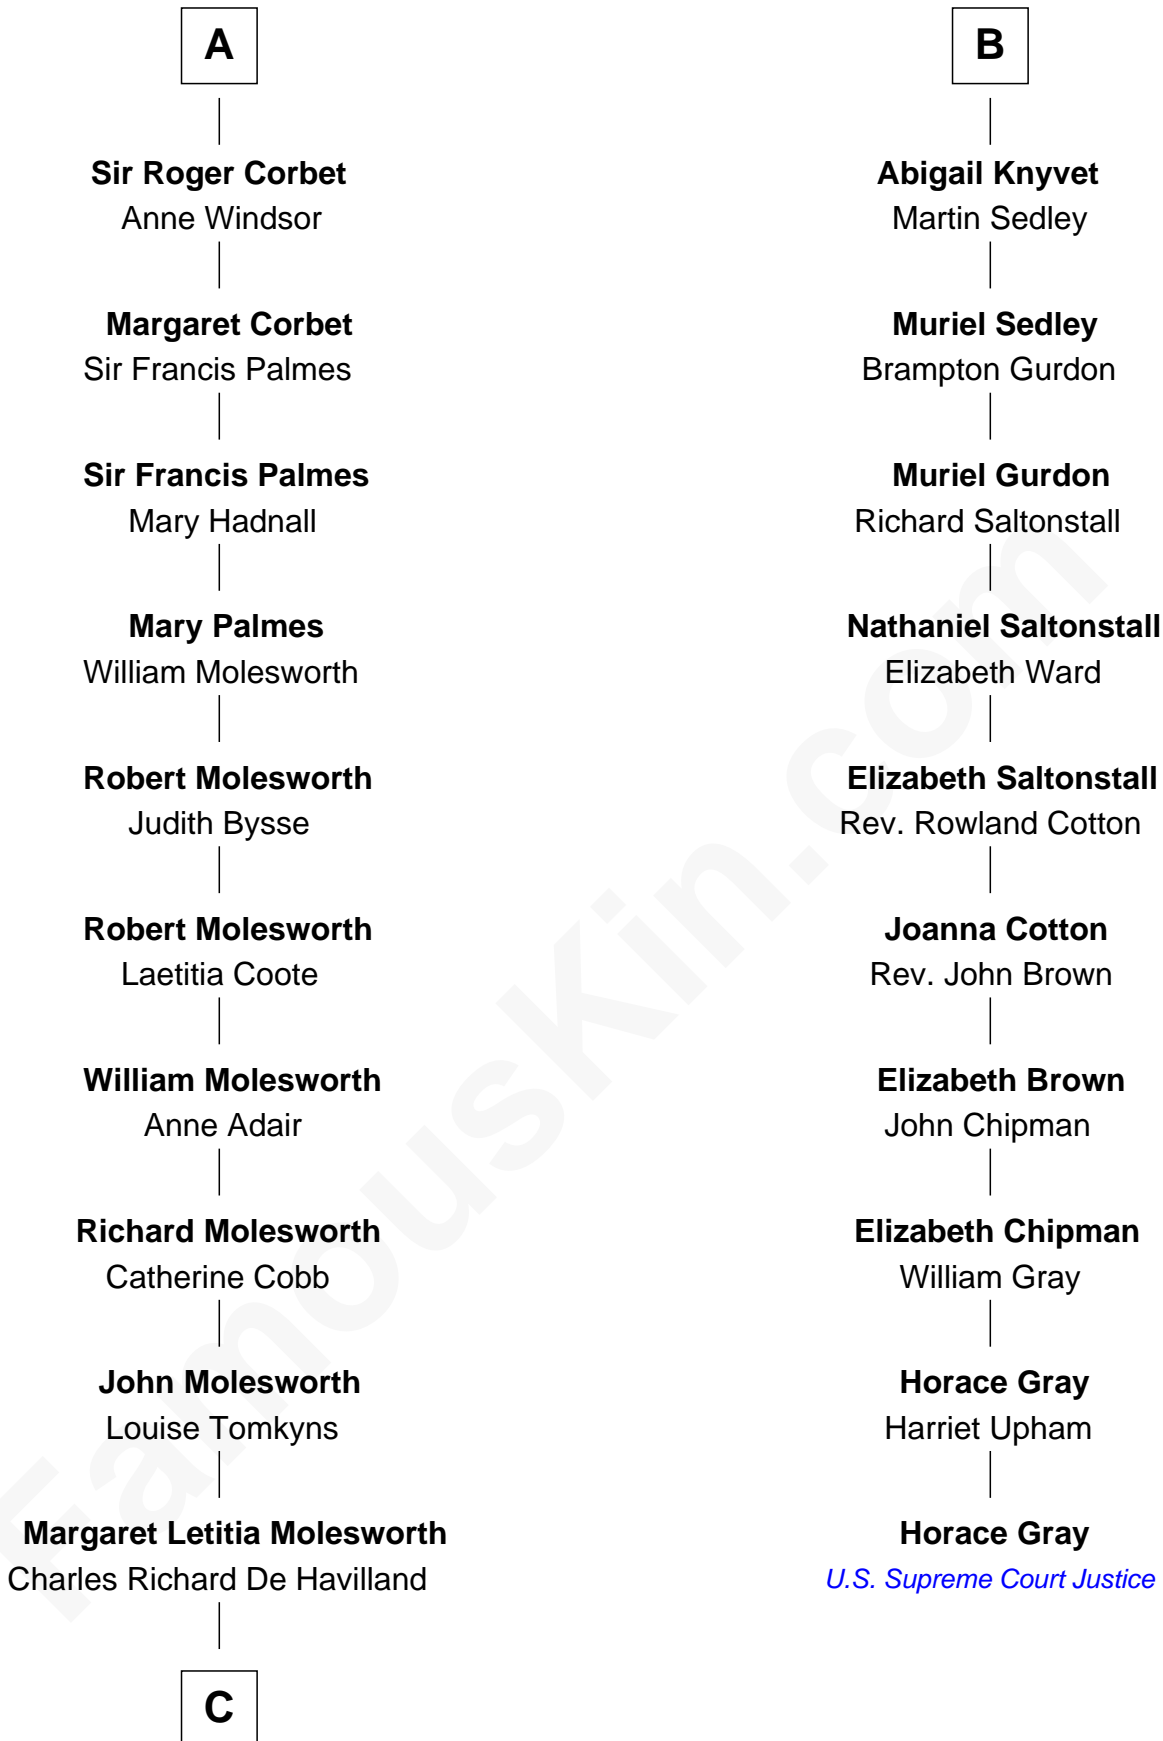 A
Sir Roger Corbet
Anne Windsor
Margaret Corbet
Sir Francis Palmes
Sir Francis Palmes
Mary Hadnall
Mary Palmes
William Molesworth
Robert Molesworth
Judith Bysse
Robert Molesworth
Laetitia Coote
William Molesworth
Anne Adair
Richard Molesworth
Catherine Cobb
John Molesworth
Louise Tomkyns
Margaret Letitia Molesworth
Charles Richard De Havilland
C
B
Abigail Knyvet
Martin Sedley
Muriel Sedley
Brampton Gurdon
Muriel Gurdon
Richard Saltonstall
Nathaniel Saltonstall
Elizabeth Ward
Elizabeth Saltonstall
Rev. Rowland Cotton
Joanna Cotton
Rev. John Brown
Elizabeth Brown
John Chipman
Elizabeth Chipman
William Gray
Horace Gray
Harriet Upham
Horace Gray
U.S. Supreme Court Justice
FamousKin.com